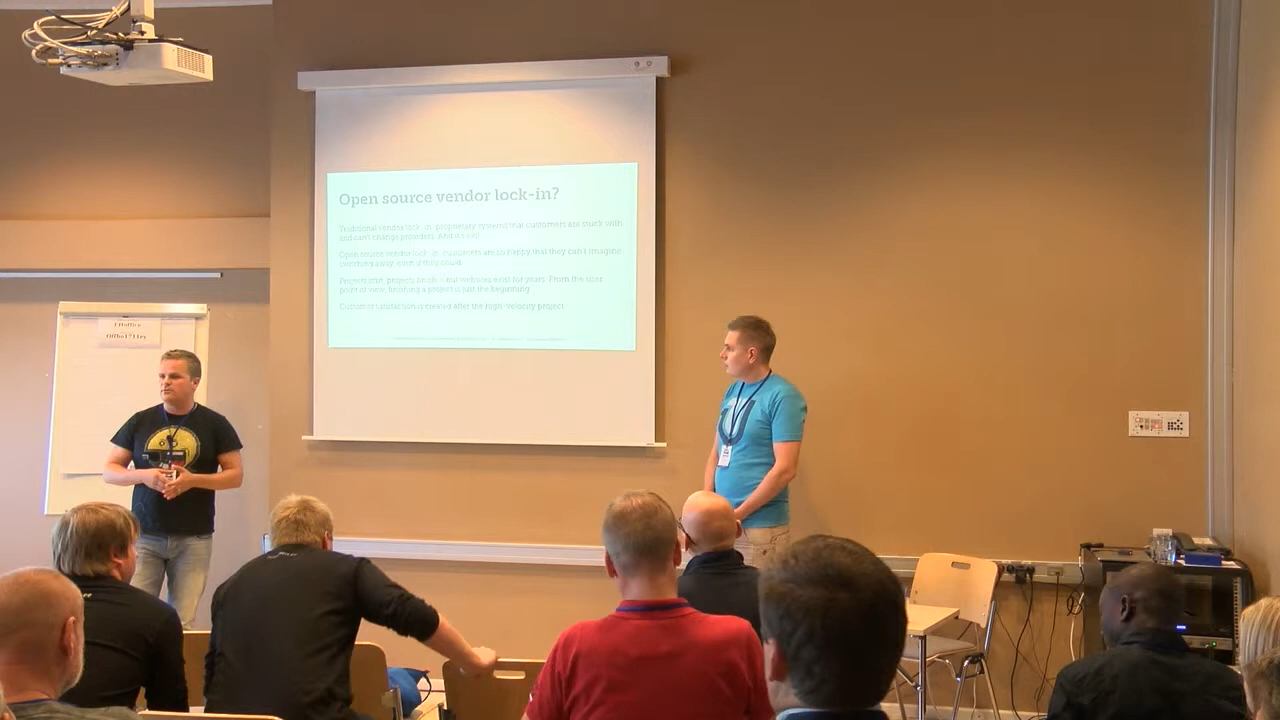 Open source vendor lock-in?
Traditional vendor lock-in: proprietary systems that customers are stuck with
and can't change providers. And it's evil.
Open source vendor lock-in: customers are so happy that they can't imagine
switching away, even if they could.
Projects start, projects finish – but websites exist for years. From the user
point of view, finishing a project is just the beginning.
Customer satisfaction is created after the high-velocity project